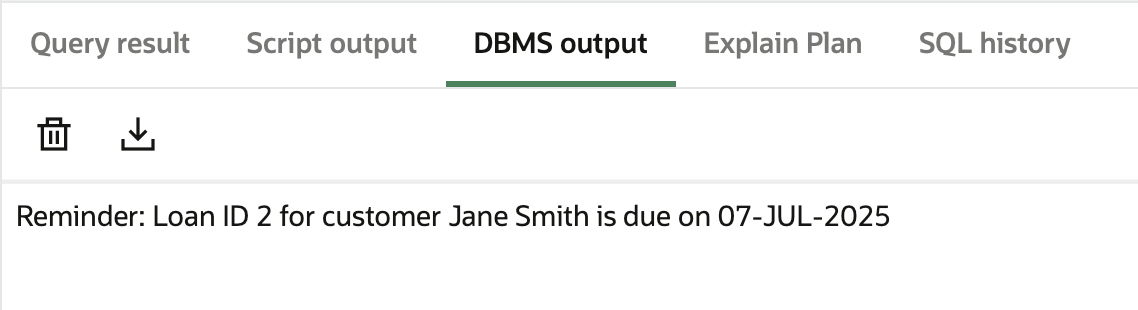 Query result Script output DBMS output Explain Plan SQL history
Reminder: Loan ID 2 for customer Jane Smith is due on 07-JUL-2025